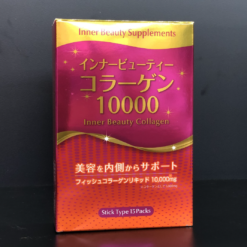 Inner Beauty Supplements
インナービューティー
コラーゲン
10000
Inner Beauty Collagen
美容を内側からサポート
フィッシュコラーゲンリキッド 10,000mg
Stick Type 15 Packs